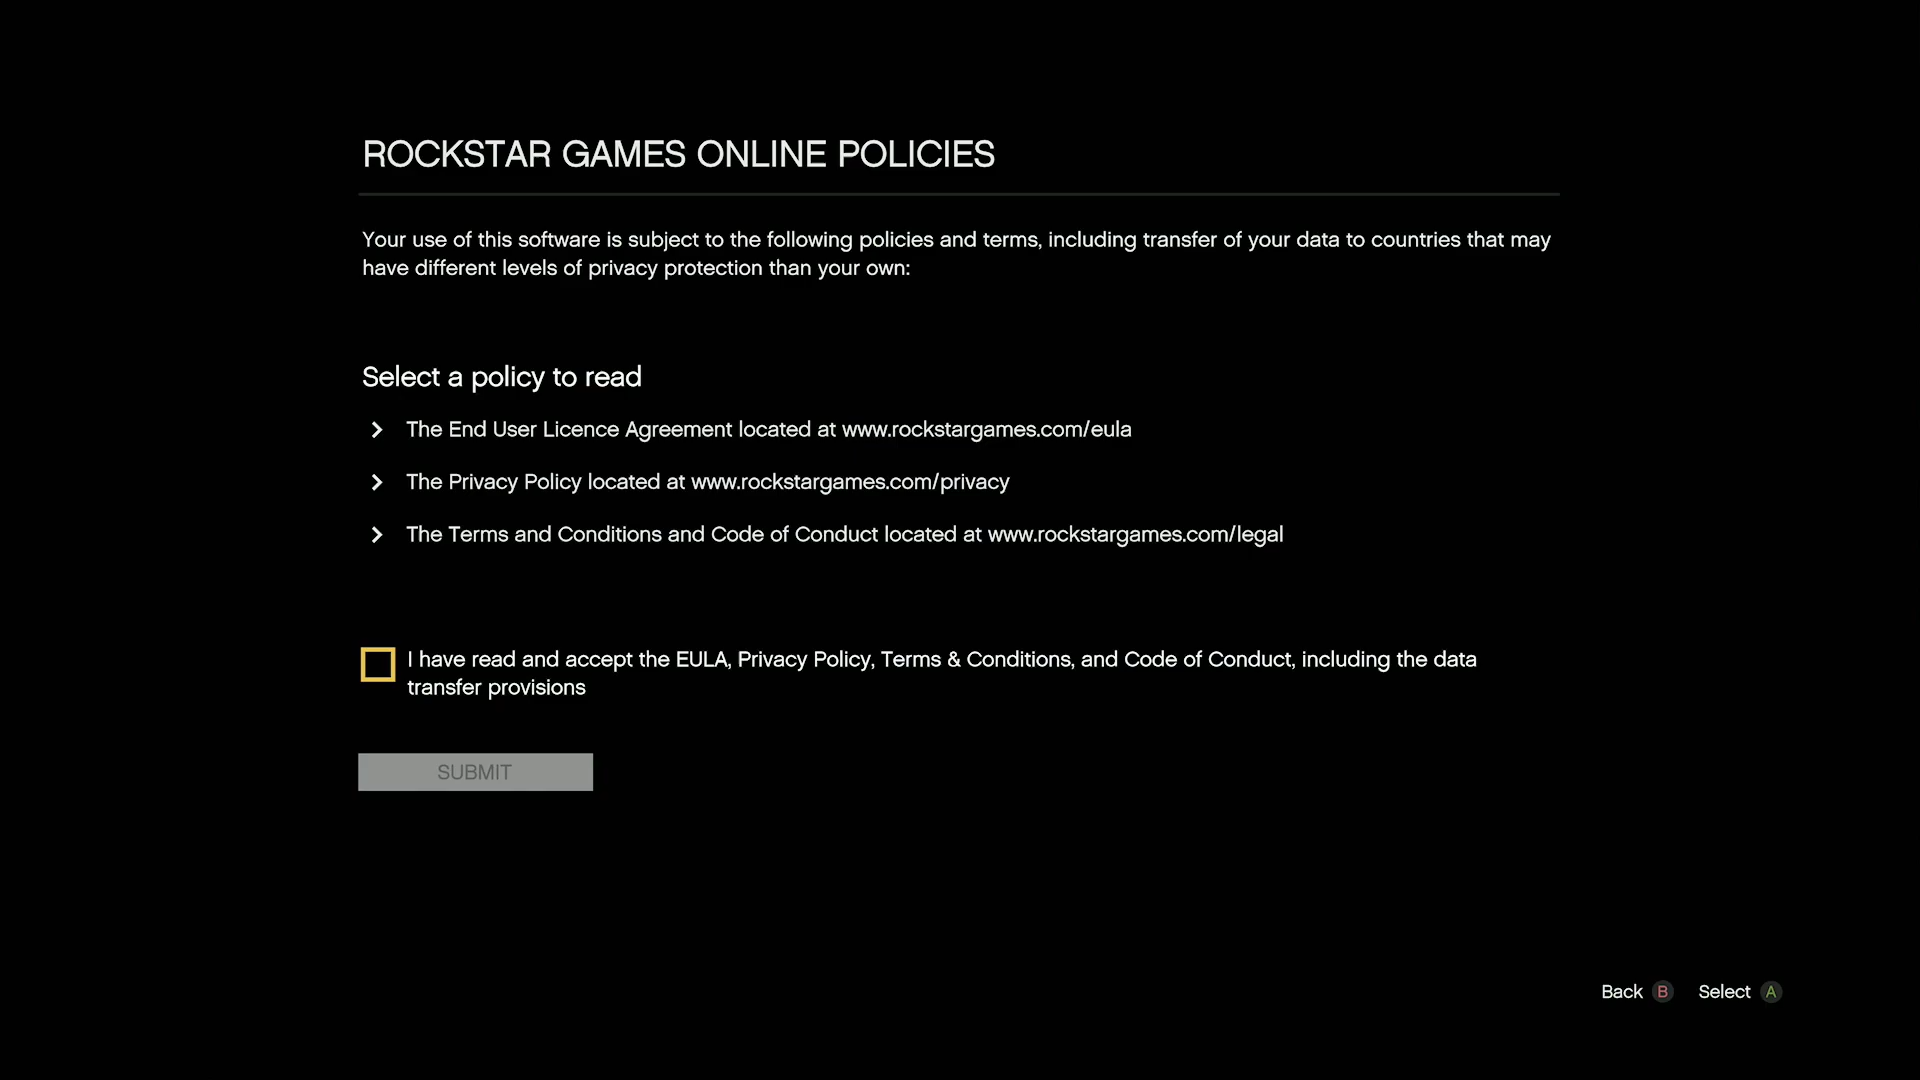 ROCKSTAR GAMES ONLINE POLICIES
Your use of this software is subject to the following policies and terms, including transfer of your data to countries that may
have different levels of privacy protection than your own:
Select a policy to read
The End User Licence Agreement located at www.rockstargames.com/eula
The Privacy Policy located at www.rockstargames.com/privacy
The Terms and Conditions and Code of Conduct located at www.rockstargames.com/legal
I have read and accept the EULA, Privacy Policy, Terms & Conditions, and Code of Conduct, including the data
transfer provisions
SUBMIT
Back B Select A